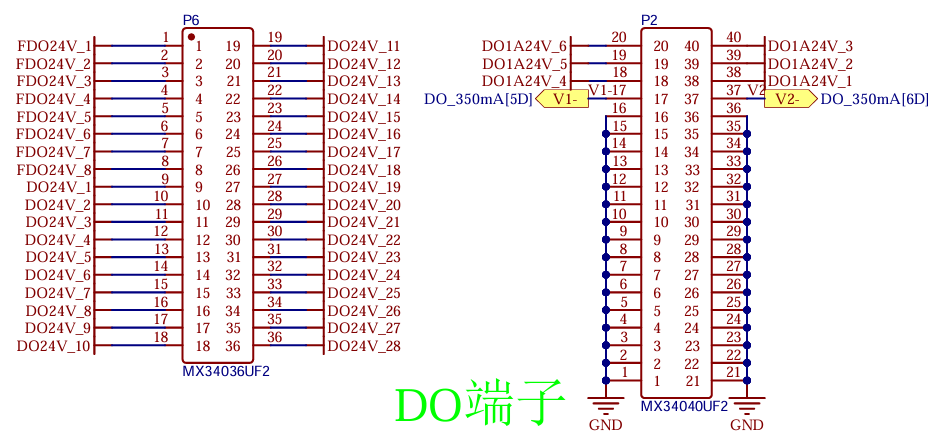 P6
FDO24V_1 1 1 19 19 DO24V_11
FDO24V_2 2 2 20 20 DO24V_12
FDO24V_3 3 3 21 21 DO24V_13
FDO24V_4 4 4 22 22 DO24V_14
FDO24V_5 5 5 23 23 DO24V_15
FDO24V_6 6 6 24 24 DO24V_16
FDO24V_7 7 7 25 25 DO24V_17
FDO24V_8 8 8 26 26 DO24V_18
DO24V_1 9 9 27 27 DO24V_19
DO24V_2 10 10 28 28 DO24V_20
DO24V_3 11 11 29 29 DO24V_21
DO24V_4 12 12 30 30 DO24V_22
DO24V_5 13 13 31 31 DO24V_23
DO24V_6 14 14 32 32 DO24V_24
DO24V_7 15 15 33 33 DO24V_25
DO24V_8 16 16 34 34 DO24V_26
DO24V_9 17 17 35 35 DO24V_27
DO24V_10 18 18 36 36 DO24V_28
MX34036UF2
P2
DO1A24V_6 20 20 40 40 DO1A24V_3
DO1A24V_5 19 19 39 39 DO1A24V_2
DO1A24V_4 18 18 38 38 DO1A24V_1
DO_350mA[5D] V1- V1- 17 17 37 37 V2 V2- DO_350mA[6D]
16 16 36 36
15 15 35 35
14 14 34 34
13 13 33 33
12 12 32 32
11 11 31 31
10 10 30 30
9 9 29 29
8 8 28 28
7 7 27 27
6 6 26 26
5 5 25 25
4 4 24 24
3 3 23 23
2 2 22 22
1 1 21 21
MX34040UF2
GND GND
DO端子